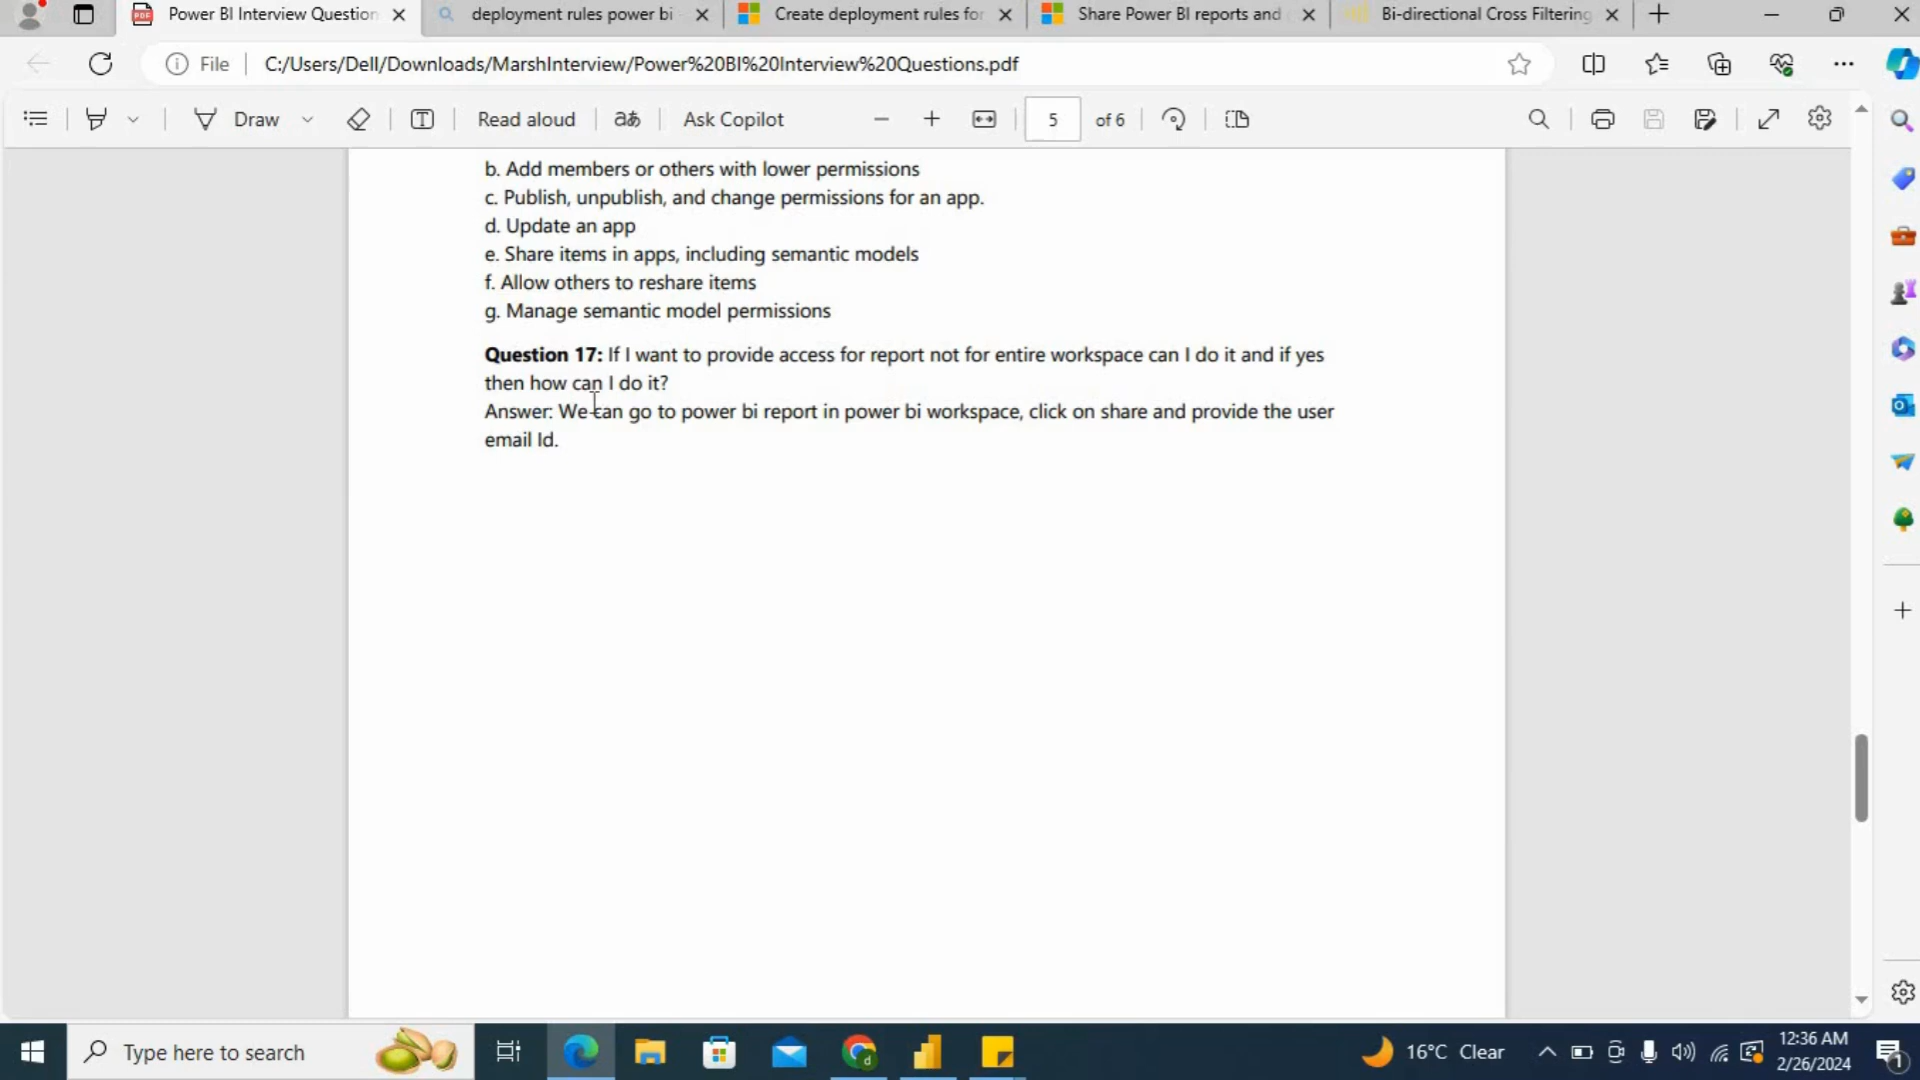 Power BI Interview Question
deployment rules power bi
Create deployment rules for
Share Power BI reports and
Bi-directional Cross Filtering
File
C:/Users/Dell/Downloads/MarshInterview/Power%20BI%20Interview%20Questions.pdf
Draw
Read aloud
aあ
Ask Copilot
5
of 6
b. Add members or others with lower permissions
c. Publish, unpublish, and change permissions for an app.
d. Update an app
e. Share items in apps, including semantic models
f. Allow others to reshare items
g. Manage semantic model permissions
Question 17: If I want to provide access for report not for entire workspace can I do it and if yes
then how can I do it?
Answer: We can go to power bi report in power bi workspace, click on share and provide the user
email Id.
Type here to search
16°C Clear
12:36 AM
2/26/2024
1